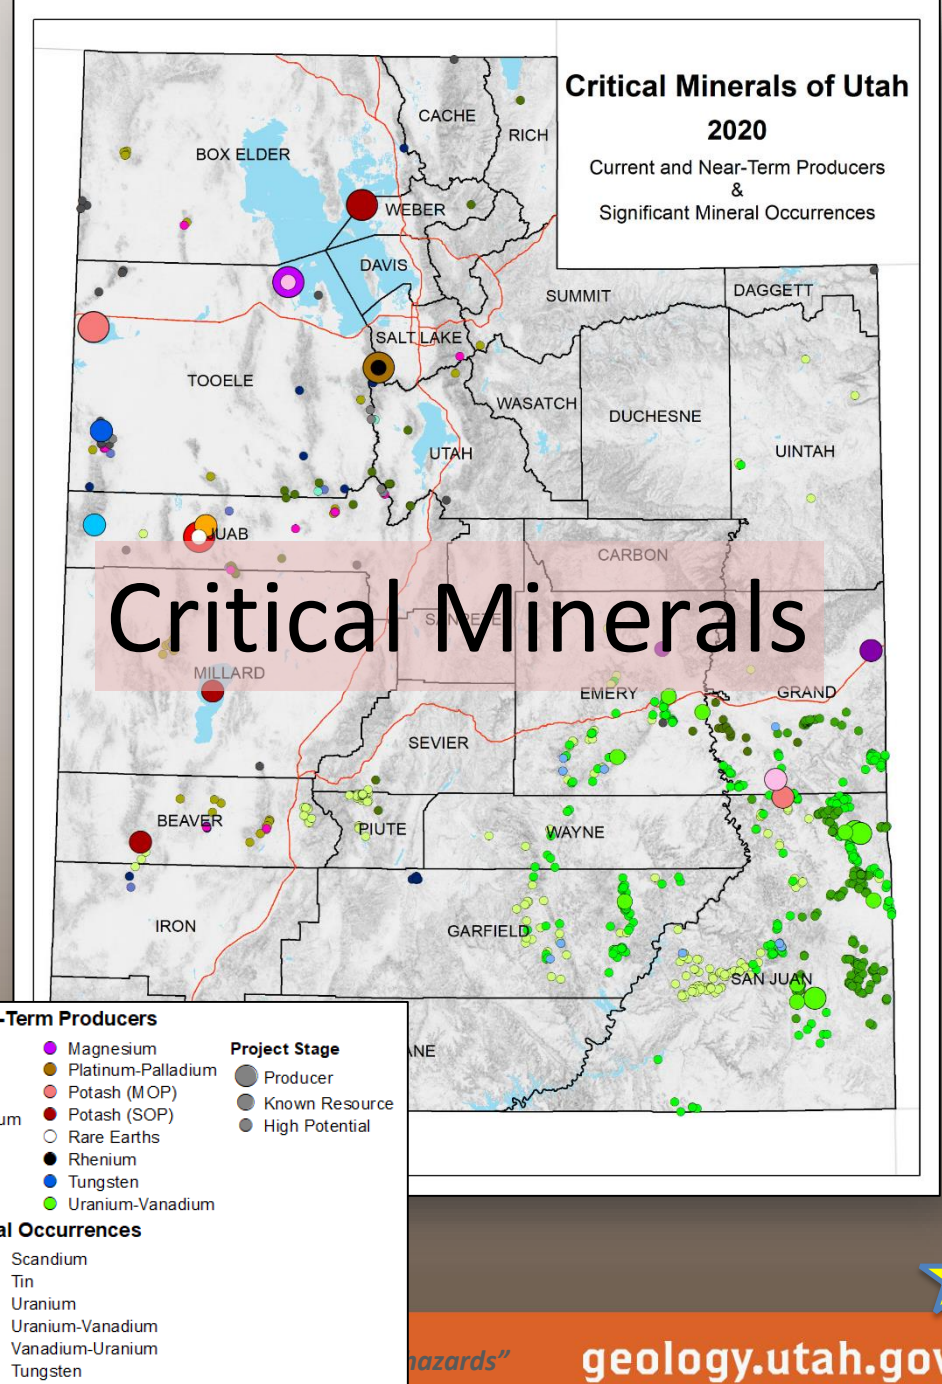 Critical Minerals of Utah
2020
Current and Near-Term Producers
&
Significant Mineral Occurrences
CACHE
RICH
BOX ELDER
WEBER
DAVIS
SUMMIT
DAGGETT
SALT LAKE
TOOELE
WASATCH
DUCHESNE
UINTAH
UTAH
JUAB
CARBON
Critical Minerals
SANPETE
MILLARD
EMERY
GRAND
SEVIER
BEAVER
PIUTE
WAYNE
IRON
GARFIELD
SAN JUAN
ANE
-Term Producers
Magnesium
Platinum-Palladium
Potash (MOP)
Potash (SOP)
um
Rare Earths
Rhenium
Tungsten
Uranium-Vanadium
Project Stage
Producer
Known Resource
High Potential
al Occurrences
Scandium
Tin
Uranium
Uranium-Vanadium
Vanadium-Uranium
Tungsten
hazards”
geology.utah.gov